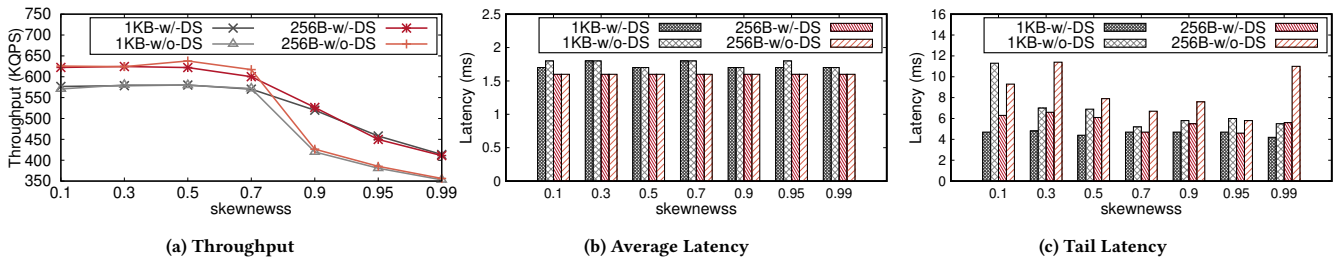 750
700
650
600
550
500
450
400
350
Throughput (KQPS)
1KB-w/-DS
1KB-w/o-DS
256B-w/-DS
256B-w/o-DS
0.1 0.3 0.5 0.7 0.9 0.95 0.99
skewnewss
(a) Throughput
2.5
2
1.5
1
0.5
0
Latency (ms)
1KB-w/-DS
1KB-w/o-DS
256B-w/-DS
256B-w/o-DS
0.1 0.3 0.5 0.7 0.9 0.95 0.99
skewnewss
(b) Average Latency
16
14
12
10
8
6
4
2
0
Latency (ms)
1KB-w/-DS
1KB-w/o-DS
256B-w/-DS
256B-w/o-DS
0.1 0.3 0.5 0.7 0.9 0.95 0.99
skewnewss
(c) Tail Latency